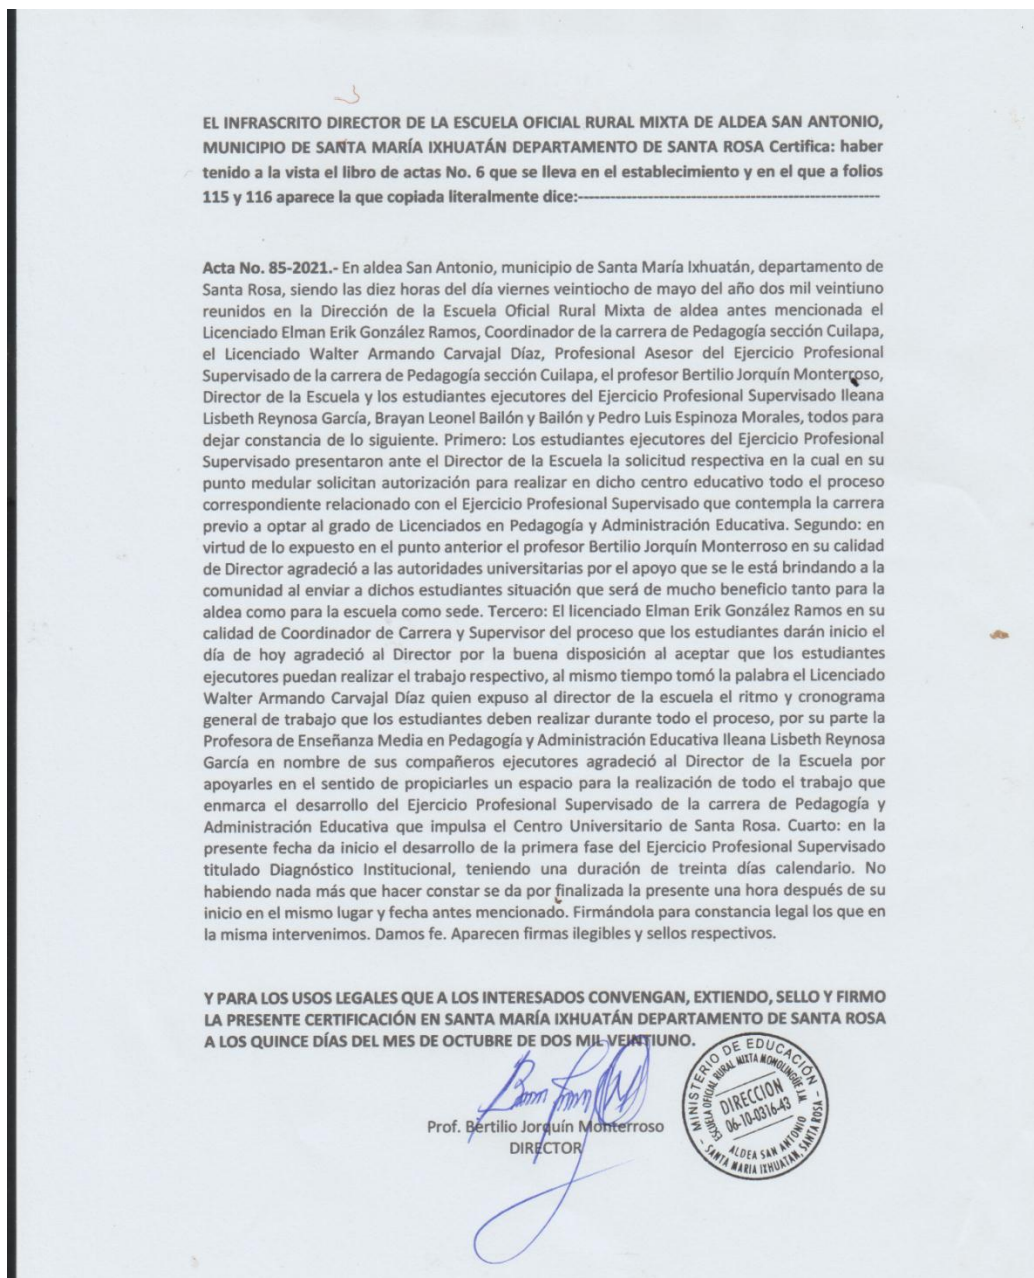 EL INFRASCRITO DIRECTOR DE LA ESCUELA OFICIAL RURAL MIXTA DE ALDEA SAN ANTONIO,
MUNICIPIO DE SANTA MARÍA IXHUATÁN DEPARTAMENTO DE SANTA ROSA Certifica: haber
tenido a la vista el libro de actas No. 6 que se lleva en el establecimiento y en el que a folios
115 y 116 aparece la que copiada literalmente dice:----------------------------------------------------------
Acta No. 85-2021.- En aldea San Antonio, municipio de Santa María Ixhuatán, departamento de
Santa Rosa, siendo las diez horas del día viernes veintiocho de mayo del año dos mil veintiuno
reunidos en la Dirección de la Escuela Oficial Rural Mixta de aldea antes mencionada el
Licenciado Elman Erik González Ramos, Coordinador de la carrera de Pedagogía sección Cuilapa,
el Licenciado Walter Armando Carvajal Díaz, Profesional Asesor del Ejercicio Profesional
Supervisado de la carrera de Pedagogía sección Cuilapa, el profesor Bertilio Jorquín Monterroso,
Director de la Escuela y los estudiantes ejecutores del Ejercicio Profesional Supervisado Ileana
Lisbeth Reynosa García, Brayan Leonel Bailón y Bailón y Pedro Luis Espinoza Morales, todos para
dejar constancia de lo siguiente. Primero: Los estudiantes ejecutores del Ejercicio Profesional
Supervisado presentaron ante el Director de la Escuela la solicitud respectiva en la cual en su
punto medular solicitan autorización para realizar en dicho centro educativo todo el proceso
correspondiente relacionado con el Ejercicio Profesional Supervisado que contempla la carrera
previo a optar al grado de Licenciados en Pedagogía y Administración Educativa. Segundo: en
virtud de lo expuesto en el punto anterior el profesor Bertilio Jorquín Monterroso en su calidad
de Director agradeció a las autoridades universitarias por el apoyo que se le está brindando a la
comunidad al enviar a dichos estudiantes situación que será de mucho beneficio tanto para la
aldea como para la escuela como sede. Tercero: El licenciado Elman Erik González Ramos en su
calidad de Coordinador de Carrera y Supervisor del proceso que los estudiantes darán inicio el
día de hoy agradeció al Director por la buena disposición al aceptar que los estudiantes
ejecutores puedan realizar el trabajo respectivo, al mismo tiempo tomó la palabra el Licenciado
Walter Armando Carvajal Díaz quien expuso al director de la escuela el ritmo y cronograma
general de trabajo que los estudiantes deben realizar durante todo el proceso, por su parte la
Profesora de Enseñanza Media en Pedagogía y Administración Educativa Ileana Lisbeth Reynosa
García en nombre de sus compañeros ejecutores agradeció al Director de la Escuela por
apoyarles en el sentido de propiciarles un espacio para la realización de todo el trabajo que
enmarca el desarrollo del Ejercicio Profesional Supervisado de la carrera de Pedagogía y
Administración Educativa que impulsa el Centro Universitario de Santa Rosa. Cuarto: en la
presente fecha da inicio el desarrollo de la primera fase del Ejercicio Profesional Supervisado
titulado Diagnóstico Institucional, teniendo una duración de treinta días calendario. No
habiendo nada más que hacer constar se da por finalizada la presente una hora después de su
inicio en el mismo lugar y fecha antes mencionado. Firmándola para constancia legal los que en
la misma intervenimos. Damos fe. Aparecen firmas ilegibles y sellos respectivos.
Y PARA LOS USOS LEGALES QUE A LOS INTERESADOS CONVENGAN, EXTIENDO, SELLO Y FIRMO
LA PRESENTE CERTIFICACIÓN EN SANTA MARÍA IXHUATÁN DEPARTAMENTO DE SANTA ROSA
A LOS QUINCE DÍAS DEL MES DE OCTUBRE DE DOS MIL VEINTIUNO.
Prof. Bertilio Jorquín Monterroso
DIRECTOR
- MINISTERIO DE EDUCACIÓN -
ESCUELA OFICIAL RURAL MIXTA MONOLINGÜE J.M.
DIRECCION
06-10-0316-43
ALDEA SAN ANTONIO
SANTA MARIA IXHUATAN, SANTA ROSA